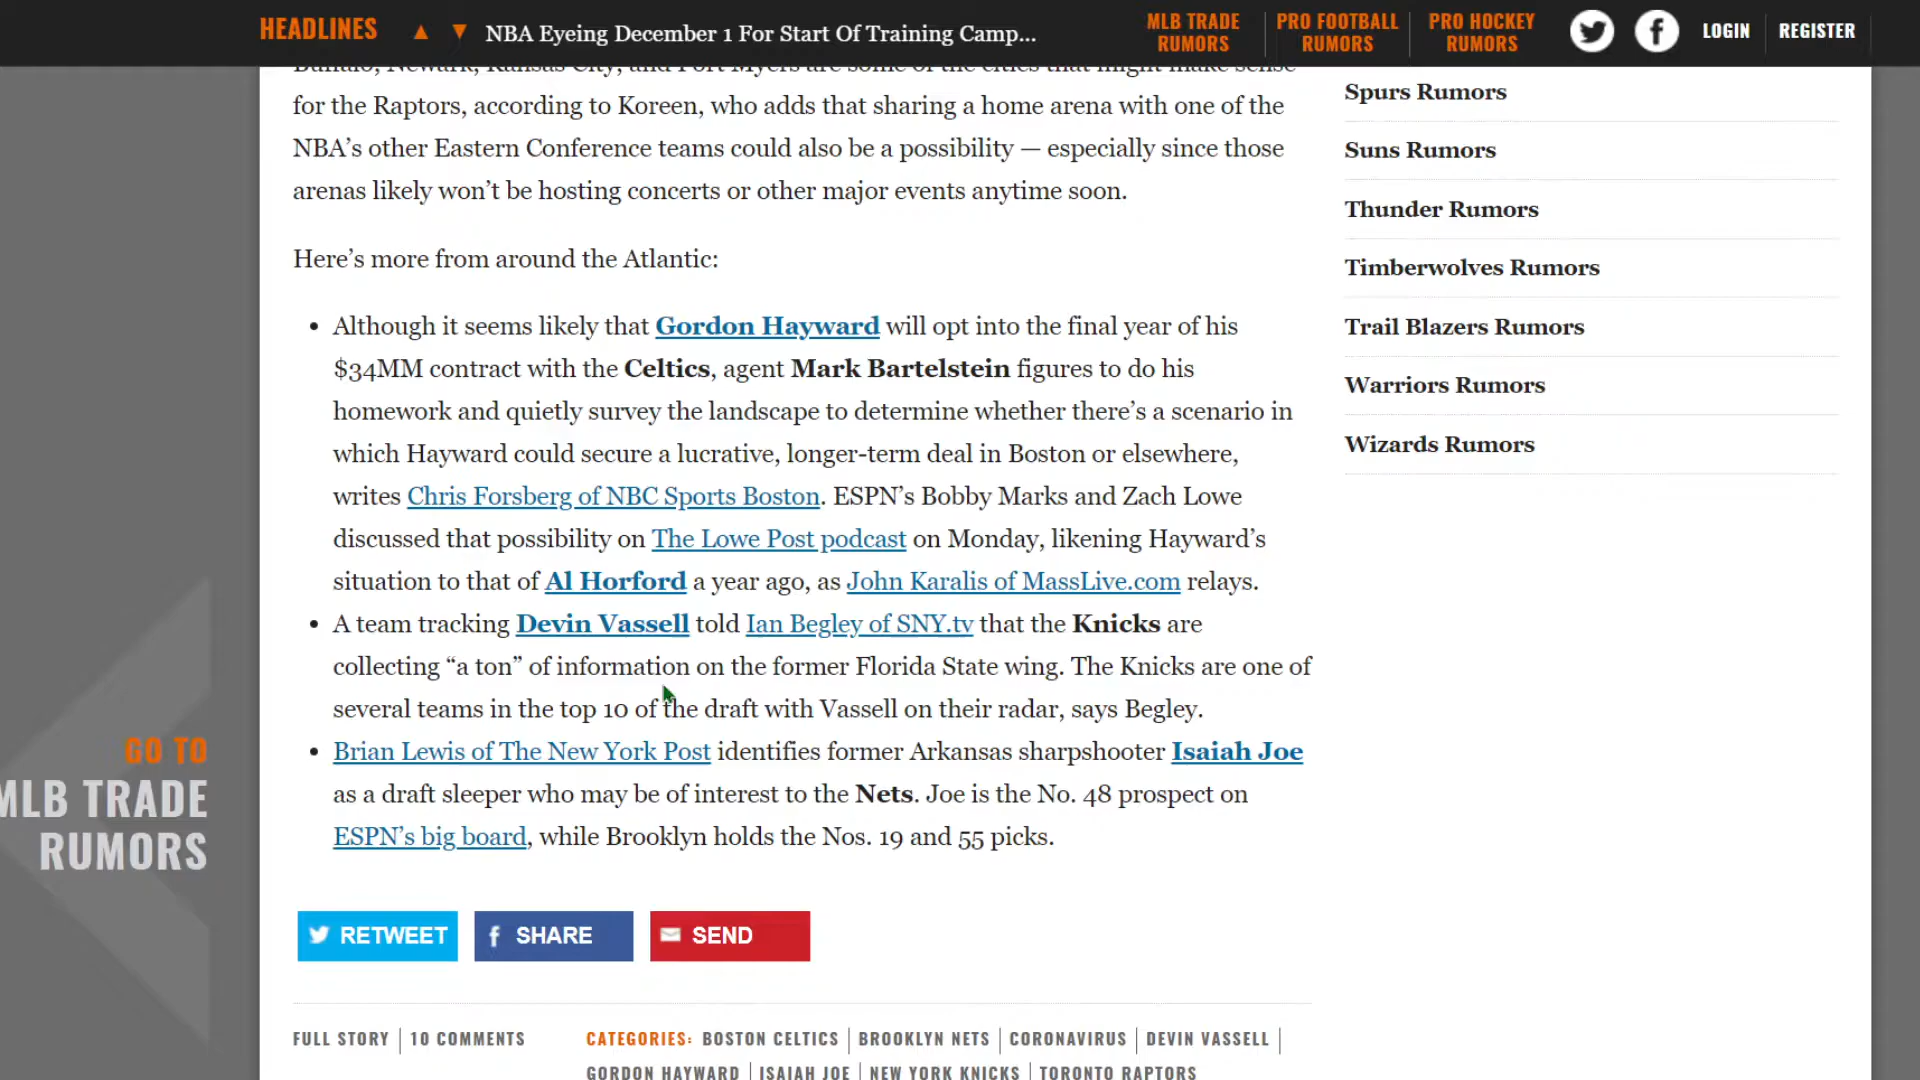 HEADLINES
NBA Eyeing December 1 For Start Of Training Camp...
MLB TRADE
RUMORS
PRO FOOTBALL
RUMORS
PRO HOCKEY
RUMORS
LOGIN
REGISTER
Buffalo, Newark, Kansas City, and Fort Myers are some of the cities that might make sense
for the Raptors, according to Koreen, who adds that sharing a home arena with one of the
NBA’s other Eastern Conference teams could also be a possibility — especially since those
arenas likely won’t be hosting concerts or other major events anytime soon.
Here’s more from around the Atlantic:
• Although it seems likely that Gordon Hayward will opt into the final year of his
$34MM contract with the Celtics, agent Mark Bartelstein figures to do his
homework and quietly survey the landscape to determine whether there’s a scenario in
which Hayward could secure a lucrative, longer-term deal in Boston or elsewhere,
writes Chris Forsberg of NBC Sports Boston. ESPN’s Bobby Marks and Zach Lowe
discussed that possibility on The Lowe Post podcast on Monday, likening Hayward’s
situation to that of Al Horford a year ago, as John Karalis of MassLive.com relays.
• A team tracking Devin Vassell told Ian Begley of SNY.tv that the Knicks are
collecting “a ton” of information on the former Florida State wing. The Knicks are one of
several teams in the top 10 of the draft with Vassell on their radar, says Begley.
• Brian Lewis of The New York Post identifies former Arkansas sharpshooter Isaiah Joe
as a draft sleeper who may be of interest to the Nets. Joe is the No. 48 prospect on
ESPN’s big board, while Brooklyn holds the Nos. 19 and 55 picks.
RETWEET
SHARE
SEND
FULL STORY | 10 COMMENTS
CATEGORIES: BOSTON CELTICS | BROOKLYN NETS | CORONAVIRUS | DEVIN VASSELL |
GORDON HAYWARD | ISAIAH JOE | NEW YORK KNICKS | TORONTO RAPTORS
Spurs Rumors
Suns Rumors
Thunder Rumors
Timberwolves Rumors
Trail Blazers Rumors
Warriors Rumors
Wizards Rumors
GO TO
MLB TRADE
RUMORS